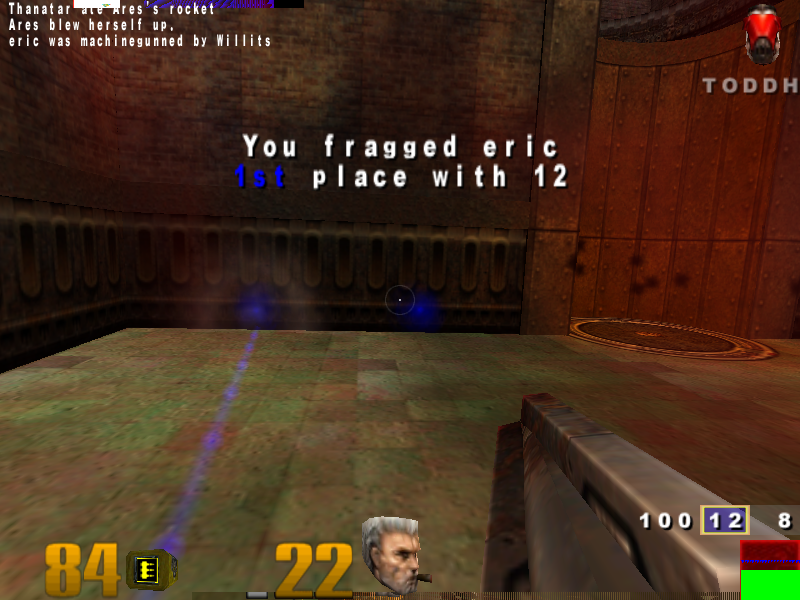 Thanatar ate Ares's rocket
Ares blew herself up.
eric was machinegunned by Willits
TODDH
You fragged eric
1st place with 12
100 12 8
84 22